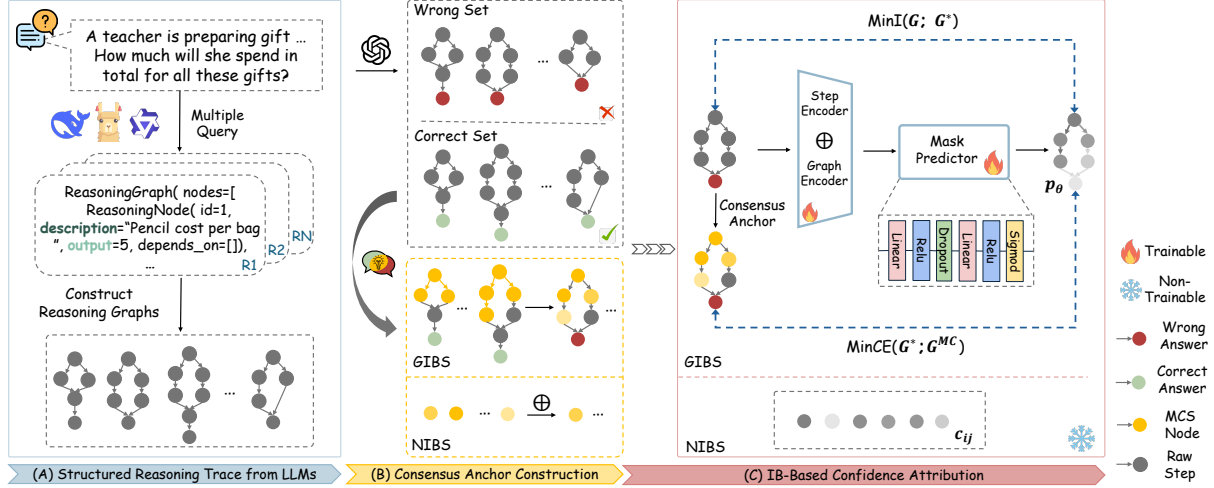 A teacher is preparing gift ...
How much will she spend in
total for all these gifts?
Multiple
Query
ReasoningGraph( nodes=[
ReasoningNode( id=1,
description=“Pencil cost per bag
”, output=5, depends_on=[]),
...
R1
R2
RN
Construct
Reasoning Graphs
...
(A) Structured Reasoning Trace from LLMs
Wrong Set
...
Correct Set
...
...
...
GIBS
...
...
NIBS
(B) Consensus Anchor Construction
MinI(G; G*)
Step
Encoder
Graph
Encoder
Mask
Predictor
pθ
Consensus
Anchor
Linear
Relu
Dropout
Linear
Relu
Sigmod
MinCE(G*;G^MC)
GIBS
c_ij
NIBS
(C) IB-Based Confidence Attribution
Trainable
Non-
Trainable
Wrong
Answer
Correct
Answer
MCS
Node
Raw
Step